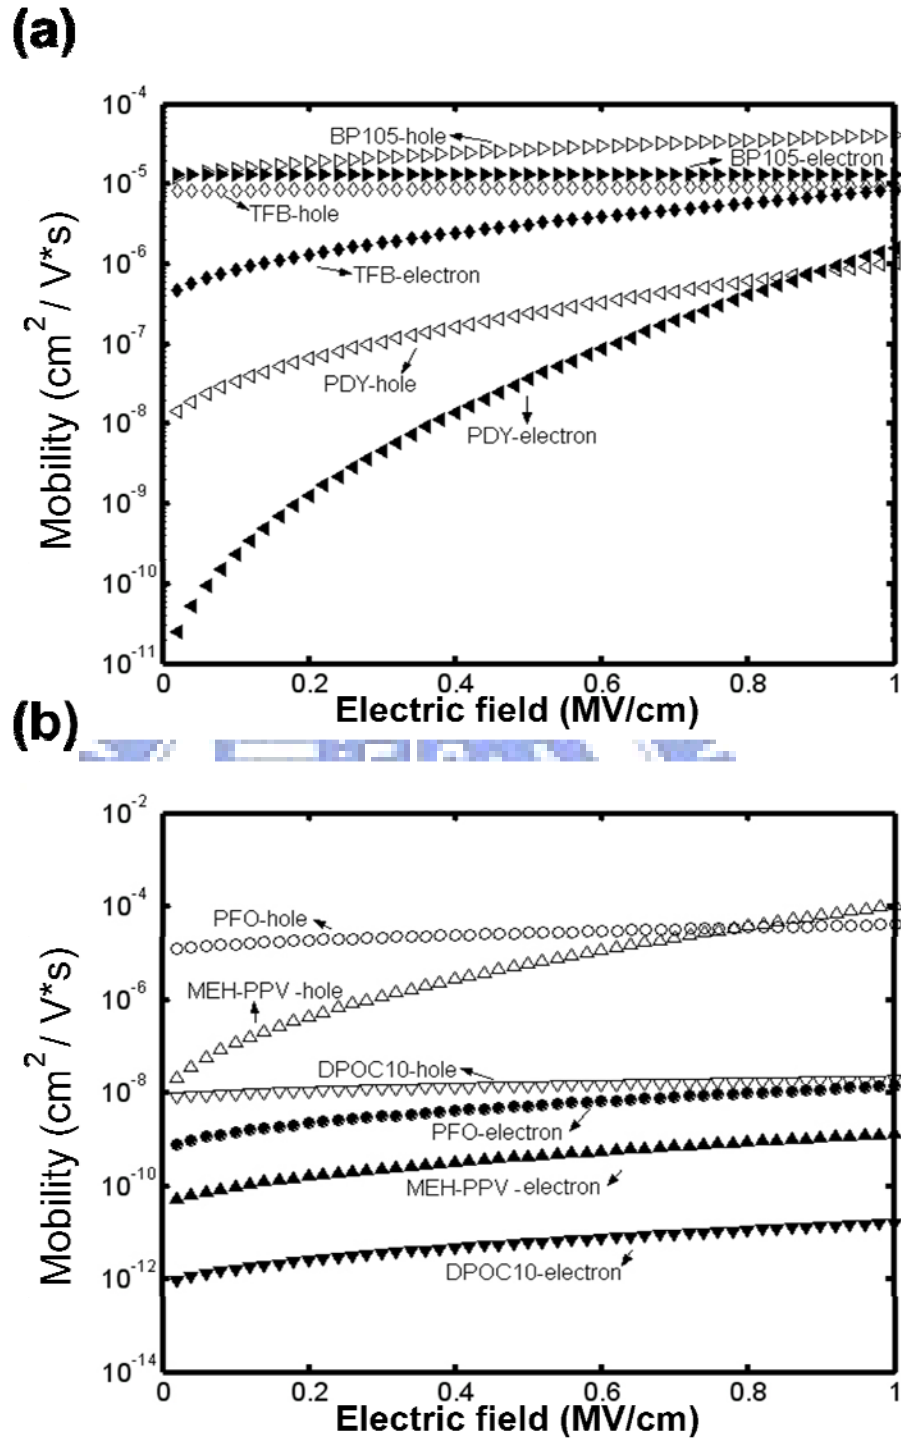 (a)
10^-4
10^-5
10^-6
10^-7
10^-8
10^-9
10^-10
10^-11
Mobility (cm^2 / V*s)
BP105-hole
BP105-electron
TFB-hole
TFB-electron
PDY-hole
PDY-electron
0 0.2 0.4 0.6 0.8 1
Electric field (MV/cm)
(b)
10^-2
10^-4
10^-6
10^-8
10^-10
10^-12
10^-14
Mobility (cm^2 / V*s)
PFO-hole
MEH-PPV -hole
DPOC10-hole
PFO-electron
MEH-PPV -electron
DPOC10-electron
0 0.2 0.4 0.6 0.8 1
Electric field (MV/cm)